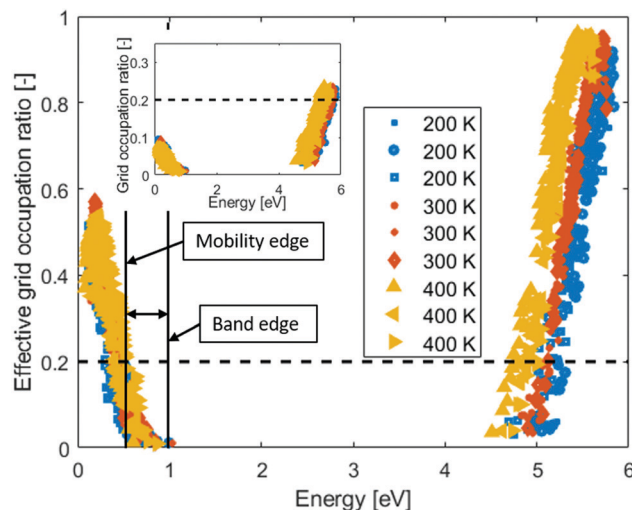 1
0.8
0.6
0.4
0.2
0
Effective grid occupation ratio [-]
0.3
0.2
0.1
0
Grid occupation ratio [-]
0 2 4 6
Energy [eV]
200 K
200 K
200 K
300 K
300 K
300 K
400 K
400 K
400 K
Mobility edge
Band edge
0 1 2 3 4 5 6
Energy [eV]